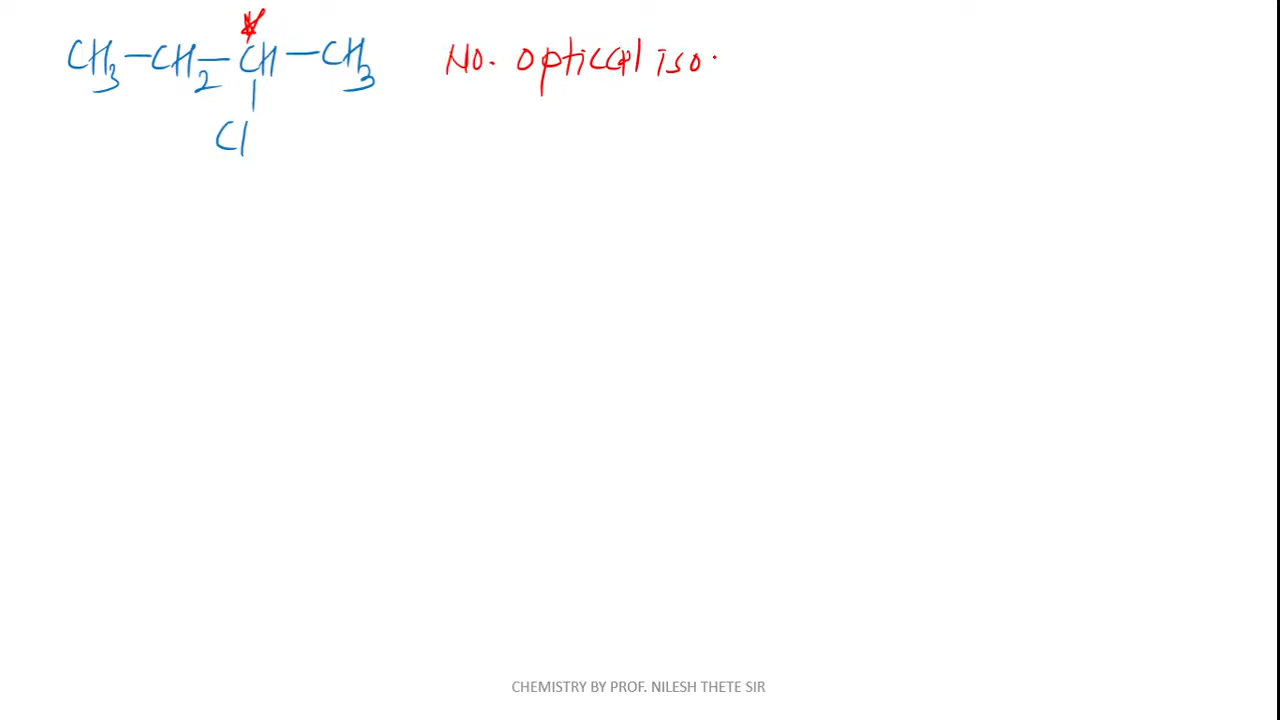 CH3-CH2-CH-CH3 No. optical iso.
Cl
CHEMISTRY BY PROF. NILESH THETE SIR